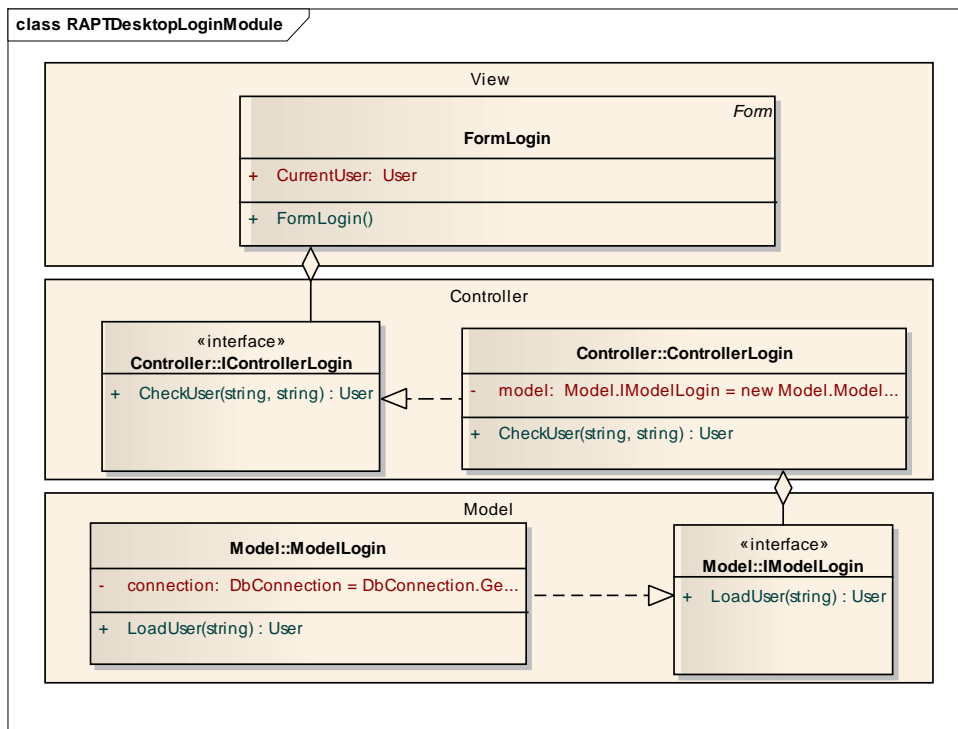 class RAPTDesktopLoginModule
View
Form
FormLogin
+ CurrentUser: User
+ FormLogin()
Controller
«interface»
Controller::IControllerLogin
+ CheckUser(string, string) : User
Controller::ControllerLogin
- model: Model.IModelLogin = new Model.Model...
+ CheckUser(string, string) : User
Model
Model::ModelLogin
- connection: DbConnection = DbConnection.Ge...
+ LoadUser(string) : User
«interface»
Model::IModelLogin
+ LoadUser(string) : User